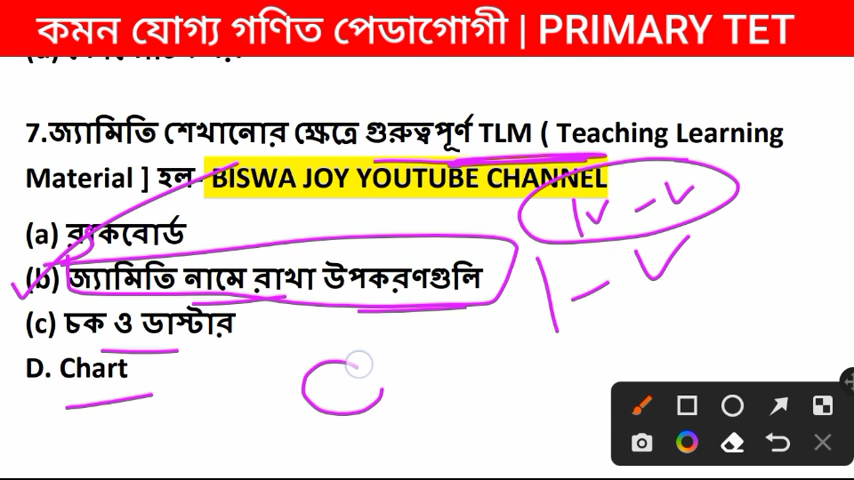 কমন যোগ্য গণিত পেডাগোগী | PRIMARY TET
7.জ্যামিতি শেখানোর ক্ষেত্রে গুরুত্বপূর্ণ TLM ( Teaching Learning
Material ] হল- BISWA JOY YOUTUBE CHANNEL
(a) ব্লাকবোর্ড
IV - V
(b) জ্যামিতি নামে রাখা উপকরণগুলি
I - V
(c) চক ও ডাস্টার
D. Chart